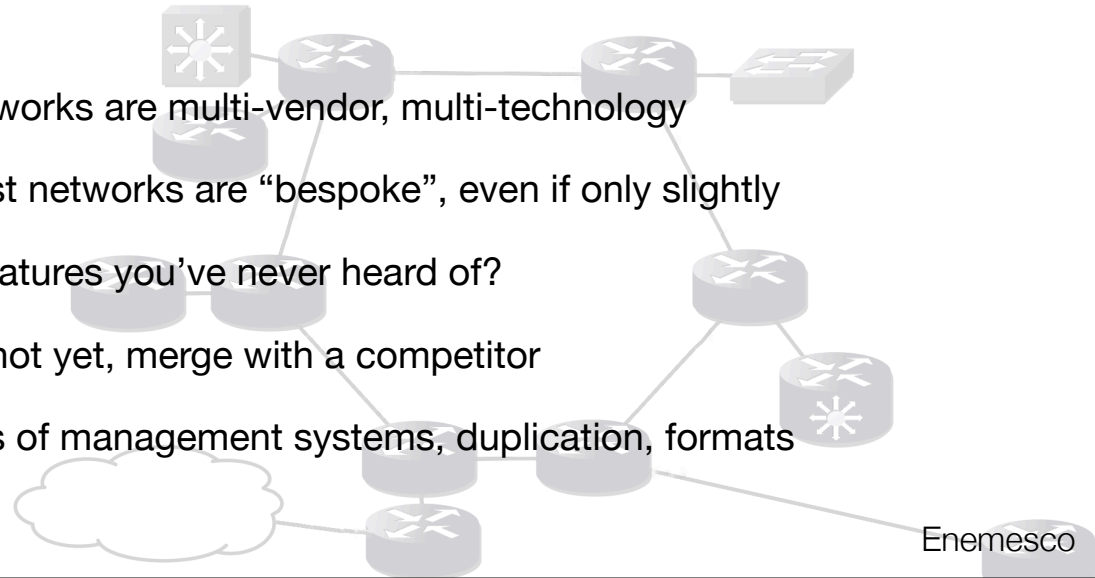 works are multi-vendor, multi-technology
st networks are “bespoke”, even if only slightly
atures you’ve never heard of?
not yet, merge with a competitor
s of management systems, duplication, formats
Enemesco